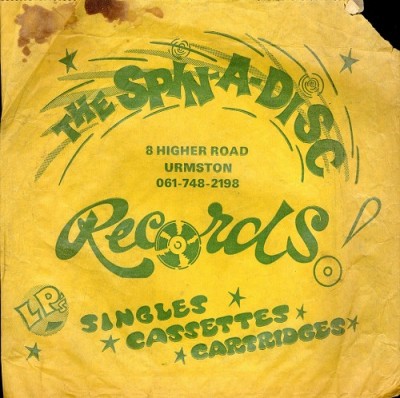 THE SPIN-A-DISC
8 HIGHER ROAD
URMSTON
061-748-2198
Records!
LPs
SINGLES
CASSETTES
CARTRIDGES